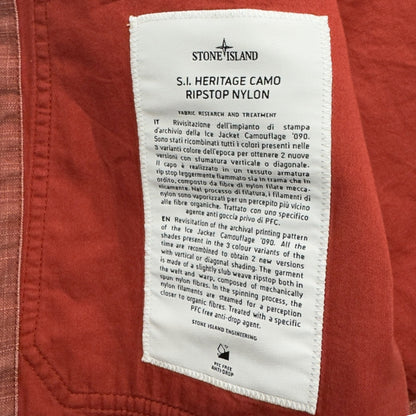 STONE ISLAND
S.I. HERITAGE CAMO
RIPSTOP NYLON
FABRIC RESEARCH AND TREATMENT
IT Rivisitazione dell'impianto di stampa
d'archivio della Ice Jacket Camouflage '090.
Sono stati ricombinati tutti i colori presenti nelle
3 varianti colore dell'epoca per ottenere 2 nuove
versioni con stumatura verticale o diagonale.
Il capo è realizzato in un tessuto armatura
rip stop leggermente fiammato sia in trama che in
ordito, composto da fibre di nylon filate mecca-
nicamente. Nel processo di filatura, i filamenti di
nylon sono vaporizzati per un percepito più vicino
alle fibre organiche. Trattato con uno specifico
agente anti goccia privo di PFC.
EN Revisitation of the archival printing pattern
of the Ice Jacket Camouflage '090. All the
shades present in the 3 colour variants of the
time are recombined to obtain 2 new versions
with vertical or diagonal shading. The garment
is made of a slightly slub weave ripstop both in
the weft and warp, composed of mechanically
spun nylon fibres. In the spinning process, the
nylon filaments are steamed for a perception
closer to organic fibres. Treated with a specific
PFC free anti-drop agent.
STONE ISLAND ENGINEERING
PFC FREE
ANTI DROP